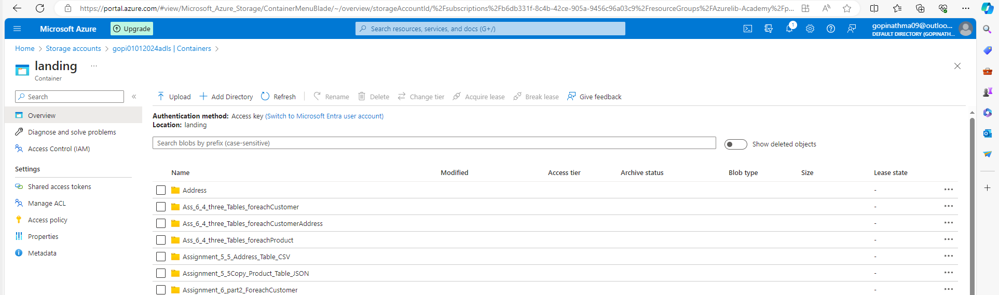 https://portal.azure.com/#view/Microsoft_Azure_Storage/ContainerMenuBlade/~/overview/storageAccountId/%2Fsubscriptions%2Fb6db331f-8c4b-42ce-905a-9456c96a03c9%2FresourceGroups%2FAzurelib-Academy%2Fp...
Microsoft Azure
Upgrade
Search resources, services, and docs (G+/)
1
gopinathma09@outloo...
DEFAULT DIRECTORY (GOPINATH...
Home > Storage accounts > gopi01012024adls | Containers >
landing ...
Container
Search «
Upload Add Directory Refresh Rename Delete Change tier Acquire lease Break lease Give feedback
Overview
Diagnose and solve problems
Access Control (IAM)
Settings
Shared access tokens
Manage ACL
Access policy
Properties
Metadata
Authentication method: Access key (Switch to Microsoft Entra user account)
Location: landing
Search blobs by prefix (case-sensitive)
Show deleted objects
Name Modified Access tier Archive status Blob type Size Lease state
Address - ...
Ass_6_4_three_Tables_foreachCustomer - ...
Ass_6_4_three_Tables_foreachCustomerAddress - ...
Ass_6_4_three_Tables_foreachProduct - ...
Assignment_5_5_Address_Table_CSV - ...
Assignment_5_5Copy_Product_Table_JSON - ...
Assignment_6_part2_ForeachCustomer - ...